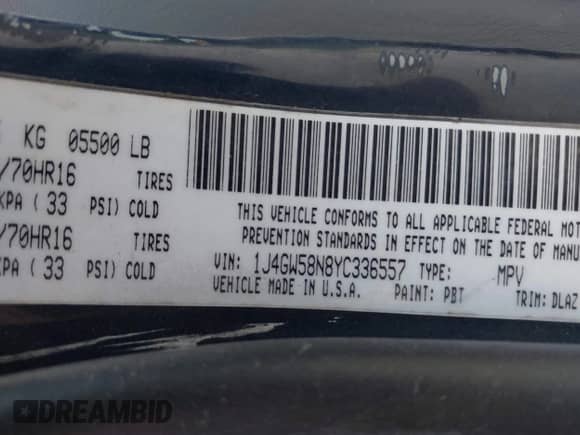 KG 05500 LB
/70HR16 TIRES
KPA ( 33 PSI) COLD
/70HR16 TIRES
KPA ( 33 PSI) COLD
THIS VEHICLE CONFORMS TO ALL APPLICABLE FEDERAL MOT
PREVENTION STANDARDS IN EFFECT ON THE DATE OF MANU
VIN: 1J4GW58N8YC336557 TYPE: MPV
VEHICLE MADE IN U.S.A. PAINT: PBT TRIM: DLAZ
DREAMBID